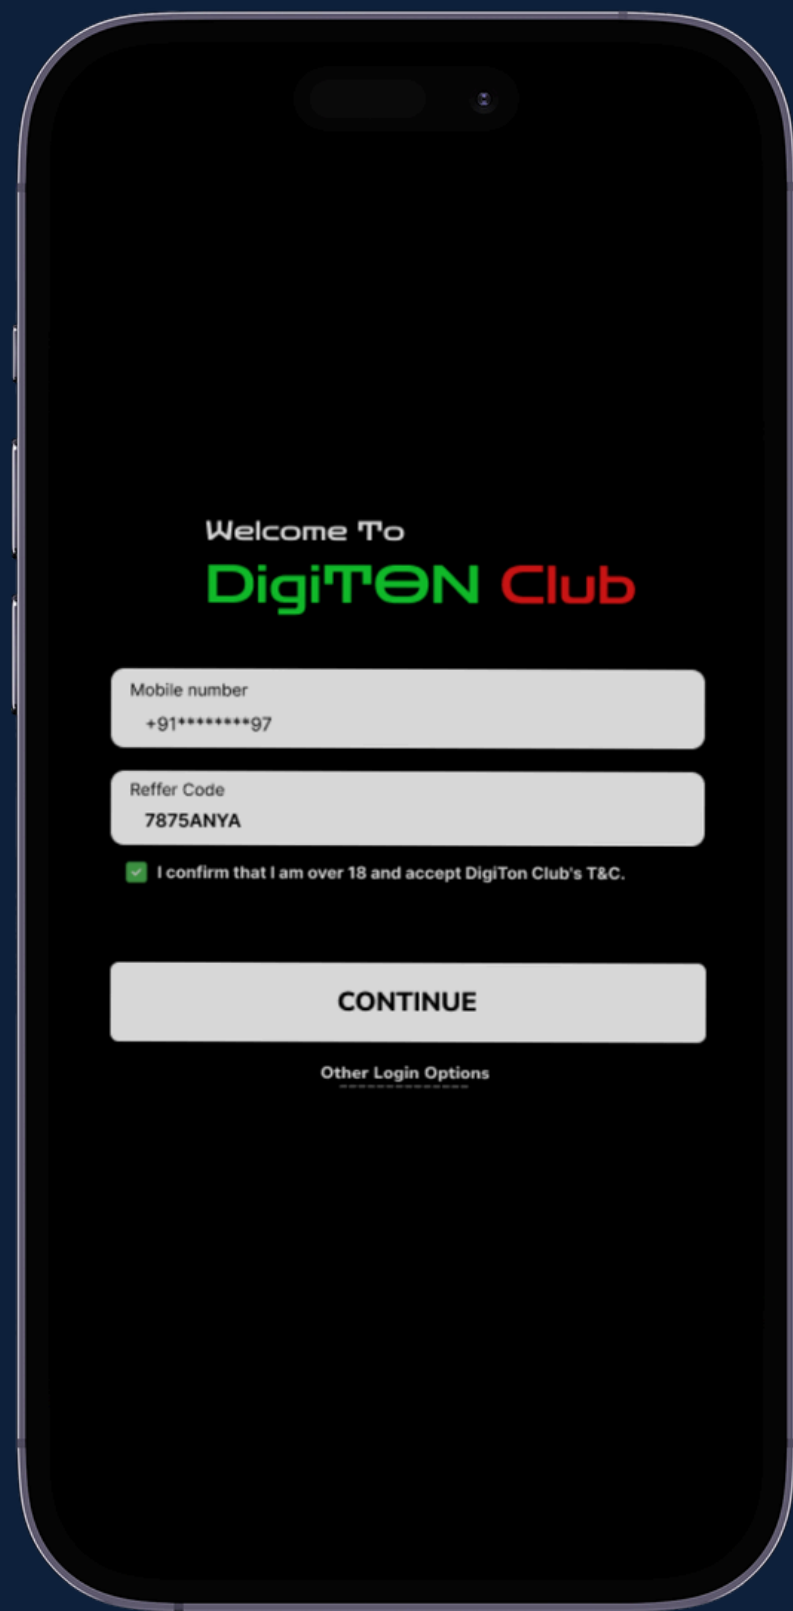 Welcome To
DigiTON Club
Mobile number
+91********97
Reffer Code
7875ANYA
I confirm that I am over 18 and accept DigiTon Club's T&C.
CONTINUE
Other Login Options